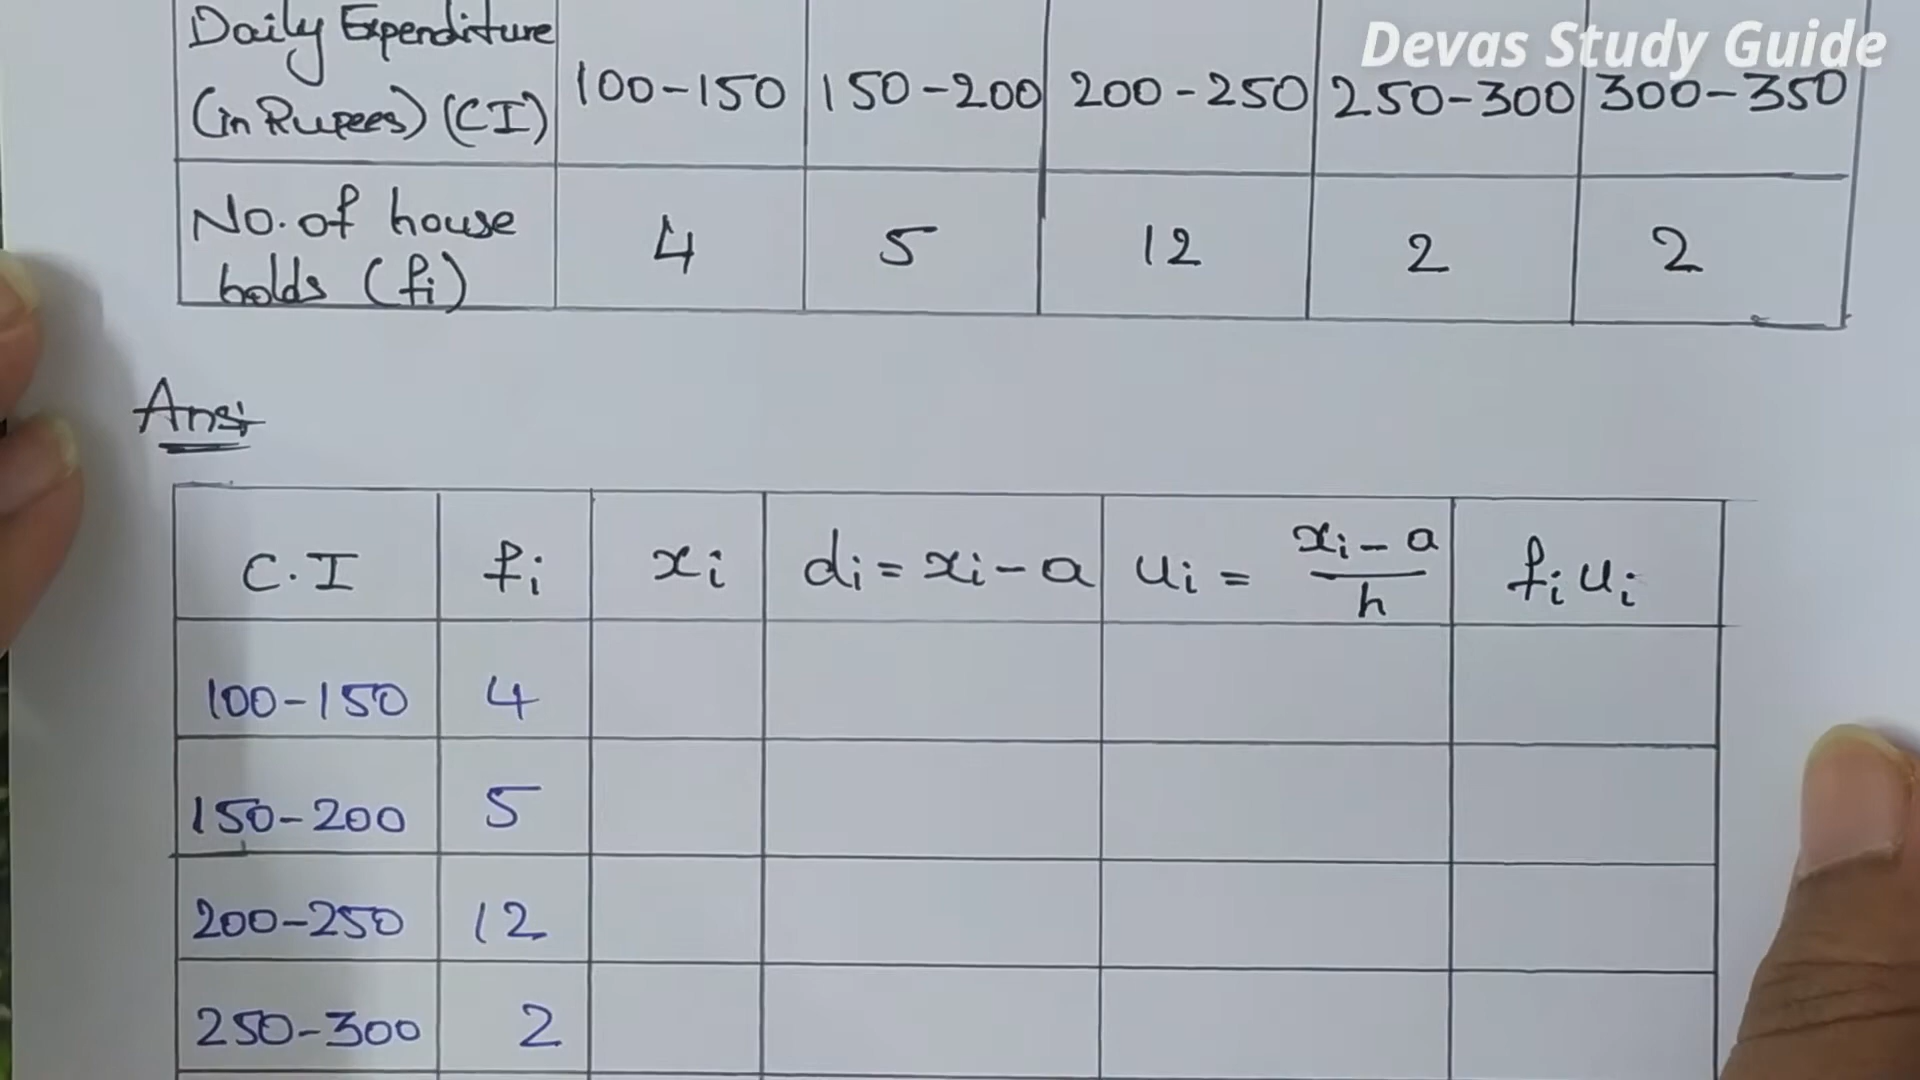 Devas Study Guide
Daily Expenditure
(in Rupees) (CI)
100-150
150-200
200-250
250-300
300-350
No. of house
holds (fi)
4
5
12
2
2
Ans:
C.I
fi
xi
di = xi - a
ui = xi - a / h
fiui
100-150
4
150-200
5
200-250
12
250-300
2